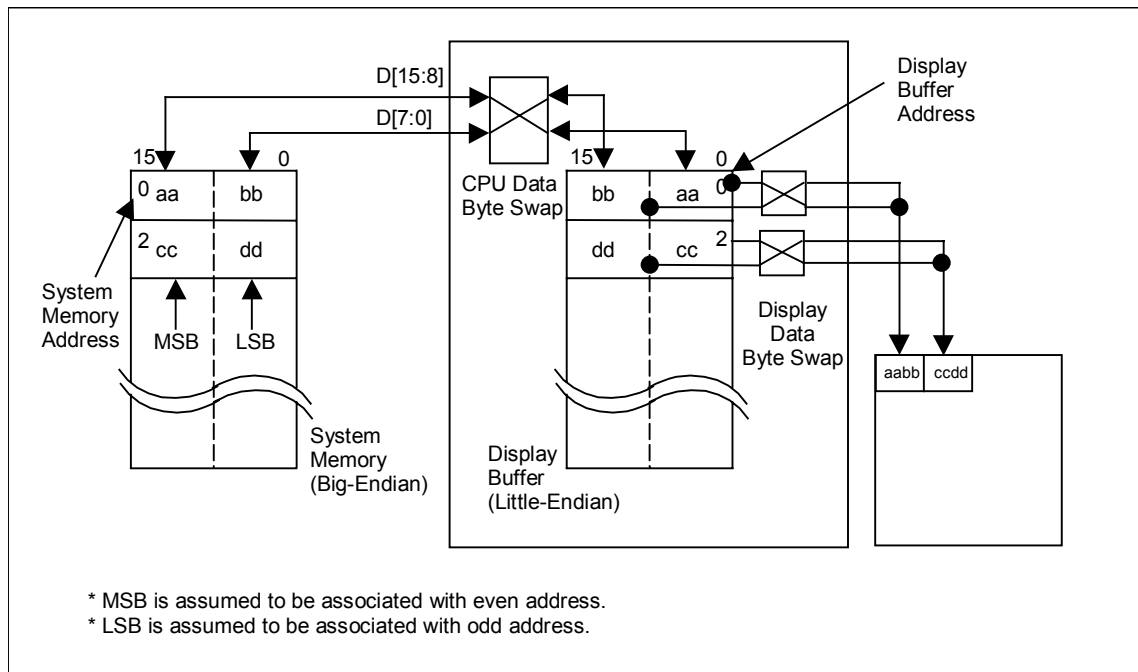 D[15:8]
D[7:0]
Display
Buffer
Address
15
0
CPU Data
Byte Swap
15
0
0 aa
bb
2 cc
dd
bb
aa
0
dd
cc
2
System
Memory
Address
MSB
LSB
Display
Data
Byte Swap
aabb
ccdd
System
Memory
(Big-Endian)
Display
Buffer
(Little-Endian)
* MSB is assumed to be associated with even address.
* LSB is assumed to be associated with odd address.